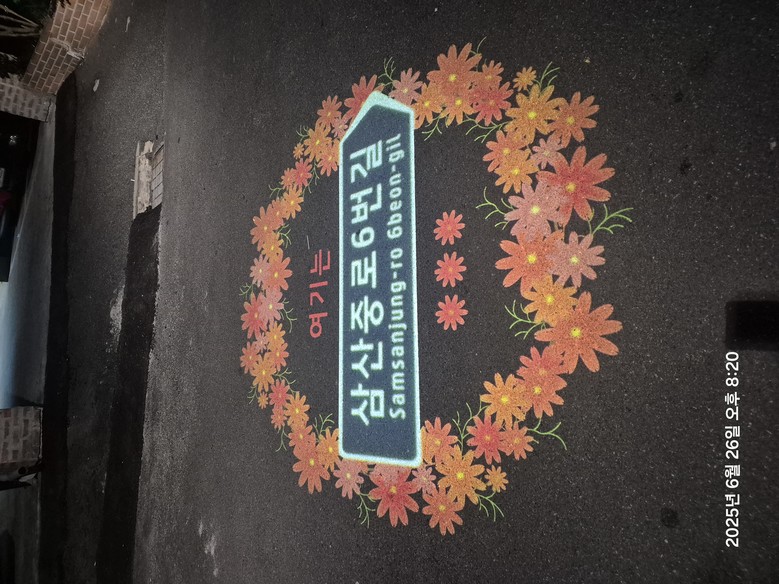 여기는
삼산중로6번길
Samsanjung-ro 6beon-gil
2025년 6월 26일 오후 8:20